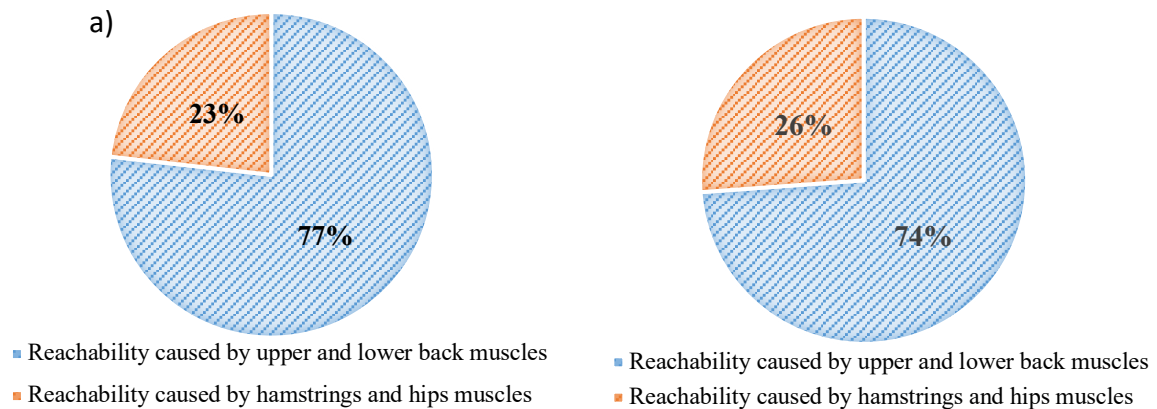 a)
23%
77%
Reachability caused by upper and lower back muscles
Reachability caused by hamstrings and hips muscles
26%
74%
Reachability caused by upper and lower back muscles
Reachability caused by hamstrings and hips muscles